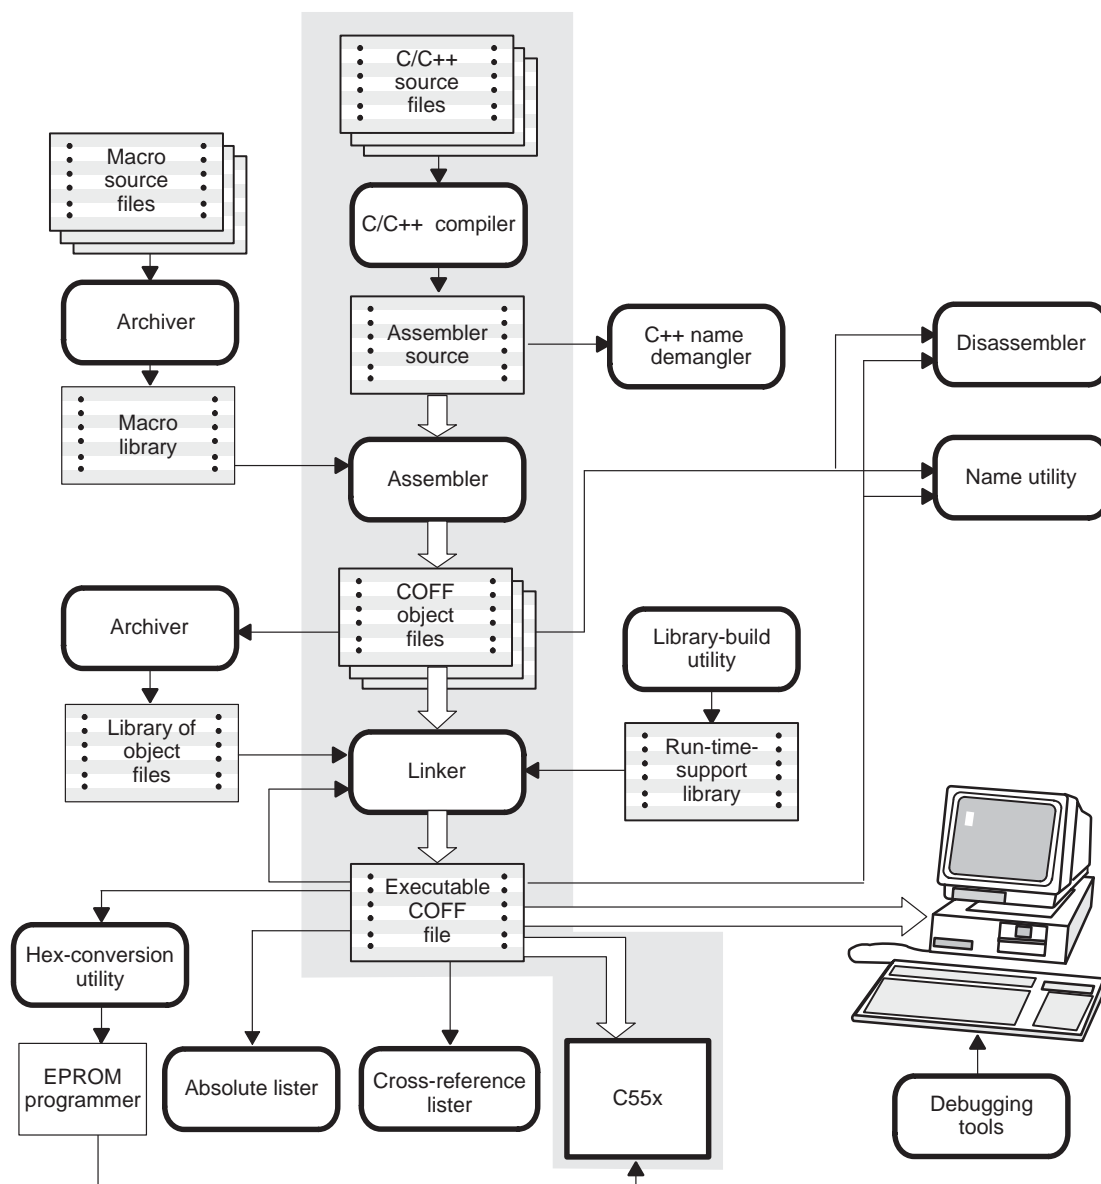 C/C++
source
files
Macro
source
files
C/C++ compiler
Archiver
Assembler
source
C++ name
demangler
Disassembler
Macro
library
Assembler
Name utility
COFF
object
files
Archiver
Library-build
utility
Library of
object
files
Linker
Run-time-
support
library
Executable
COFF
file
Hex-conversion
utility
EPROM
programmer
Absolute lister
Cross-reference
lister
C55x
Debugging
tools